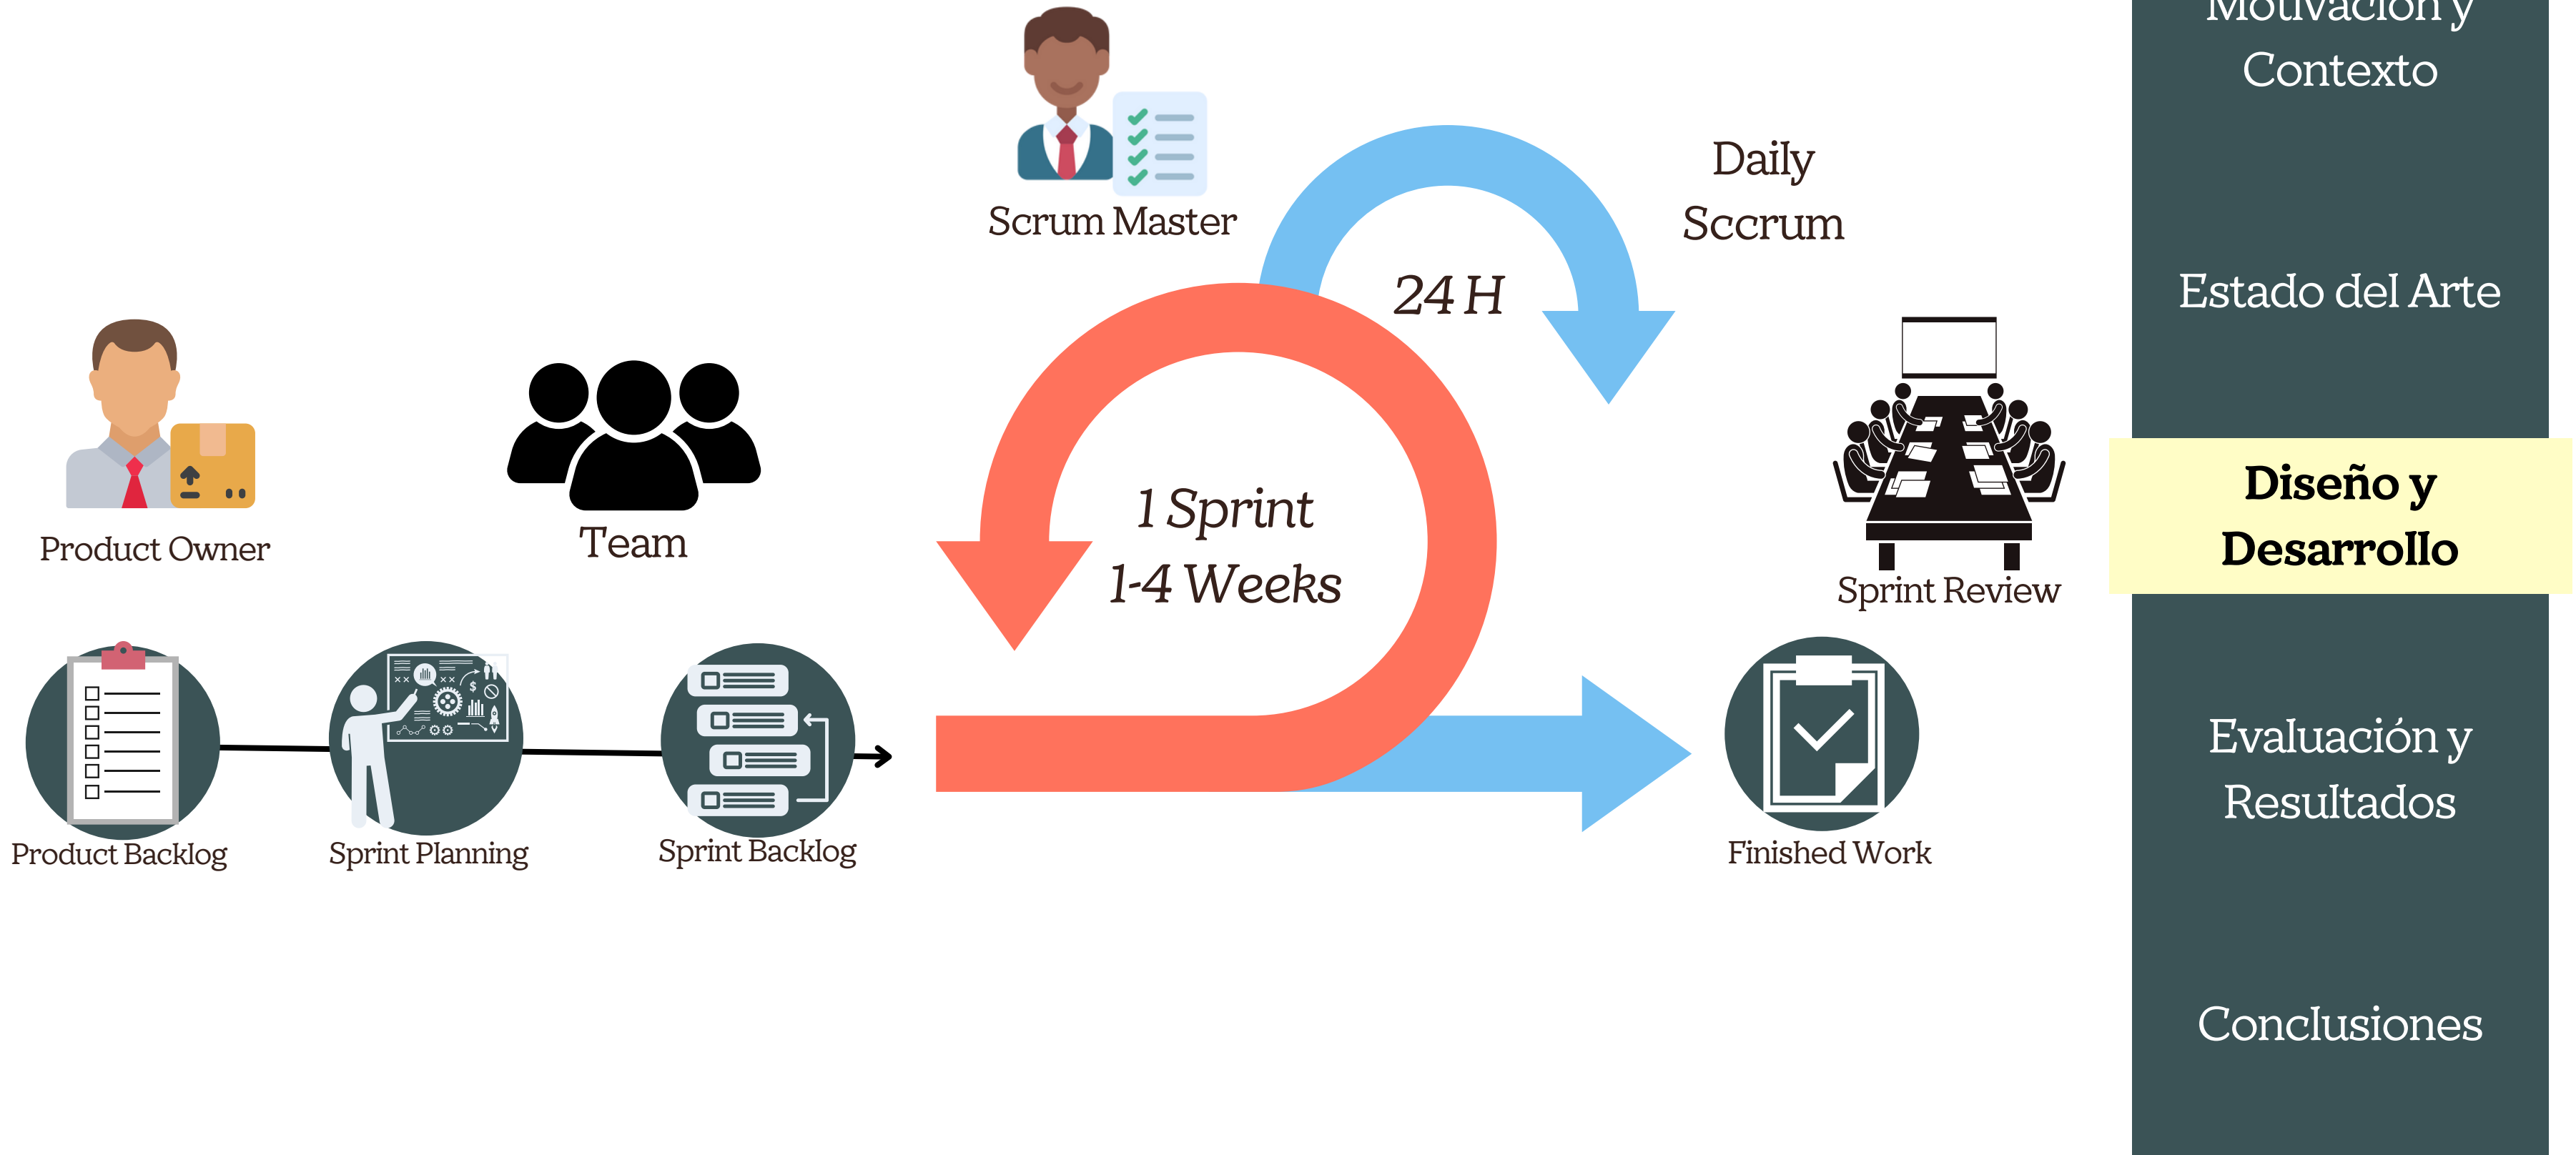 Scrum Master
Daily
Sccrum
24 H
Product Owner
Team
1 Sprint
1-4 Weeks
Sprint Review
Product Backlog
Sprint Planning
Sprint Backlog
Finished Work
Motivación y
Contexto
Estado del Arte
Diseño y
Desarrollo
Evaluación y
Resultados
Conclusiones